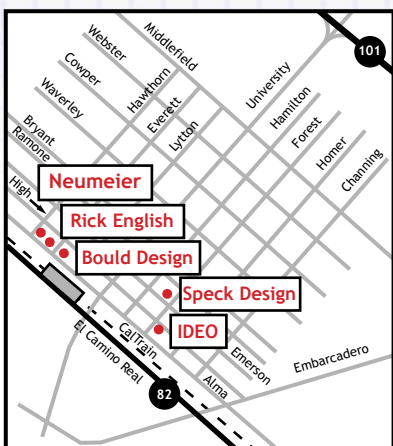 Middlefield
Webster
101
Cowper
University
Hawthorn
Waverley
Everett
Hamilton
Lytton
Forest
Bryant
Ramone
Homer
Channing
High
Neumeier
Rick English
Bould Design
Speck Design
IDEO
CalTrain
El Camino Real
Emerson
Embarcadero
Alma
82